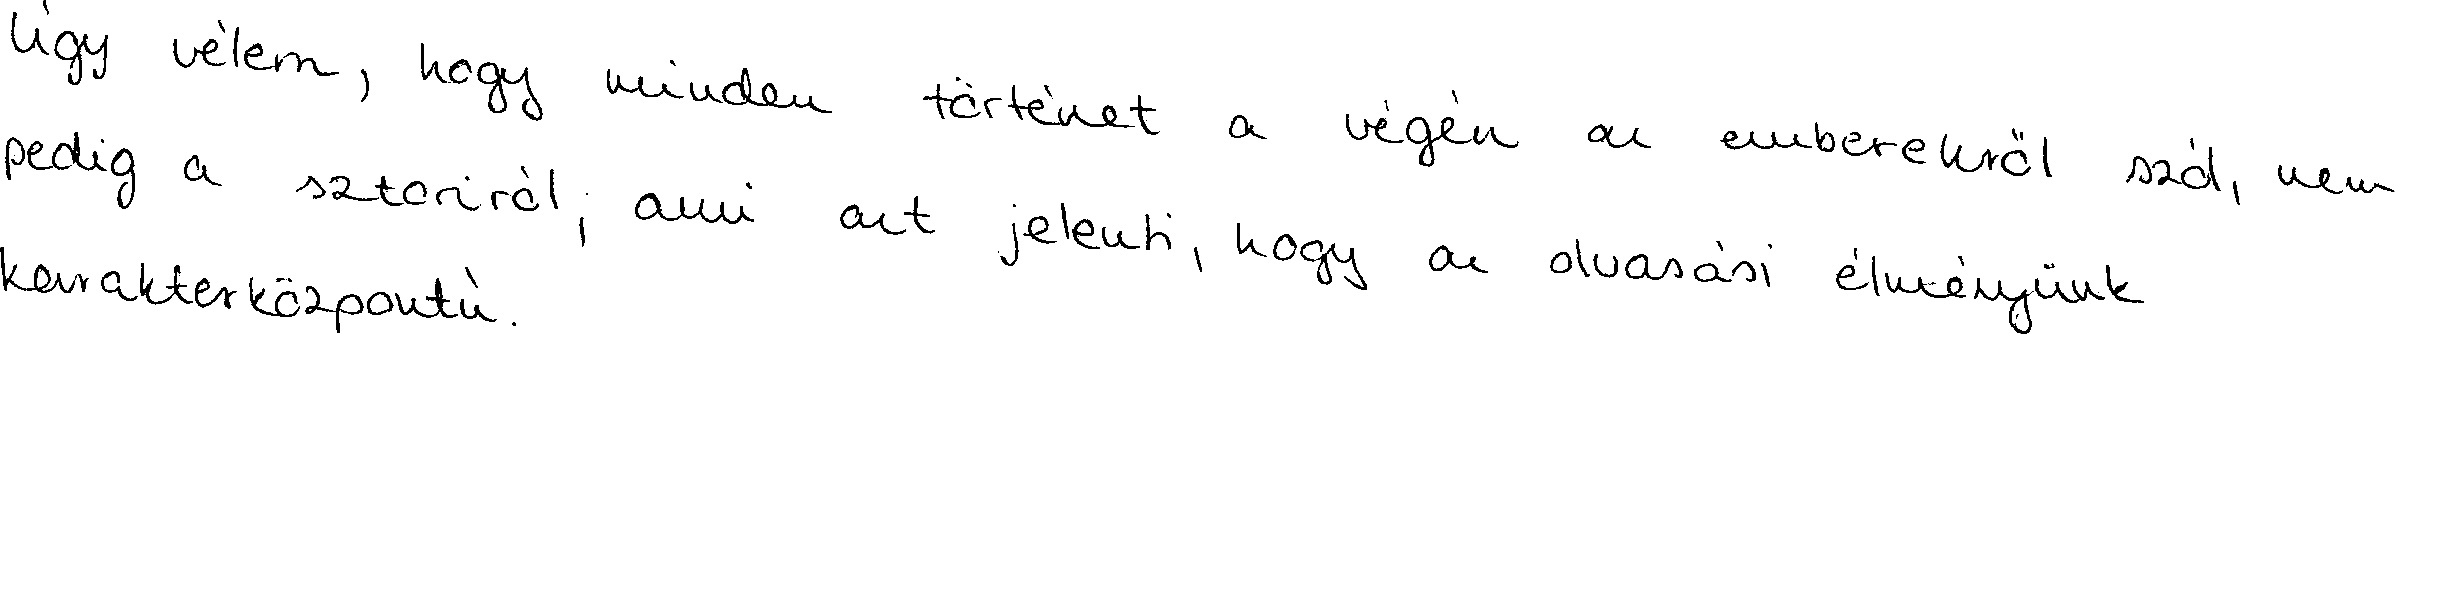 Úgy vélem, hogy minden történet a végén az emberekről szól, nem
pedig a sztoriról, ami azt jelenti, hogy az olvasási élményünk
karakterközpontú.